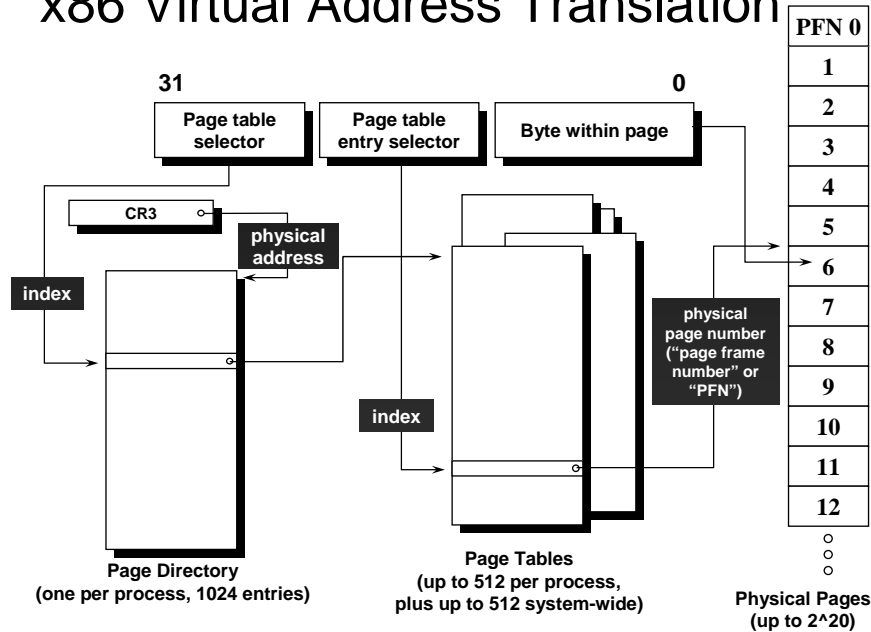 x86 Virtual Address Translation
PFN 0
1
2
3
4
5
6
7
8
9
10
11
12
31
0
Page table
selector
Page table
entry selector
Byte within page
CR3
physical
address
index
index
physical
page number
(“page frame
number” or
“PFN”)
Page Directory
(one per process, 1024 entries)
Page Tables
(up to 512 per process,
plus up to 512 system-wide)
Physical Pages
(up to 2^20)